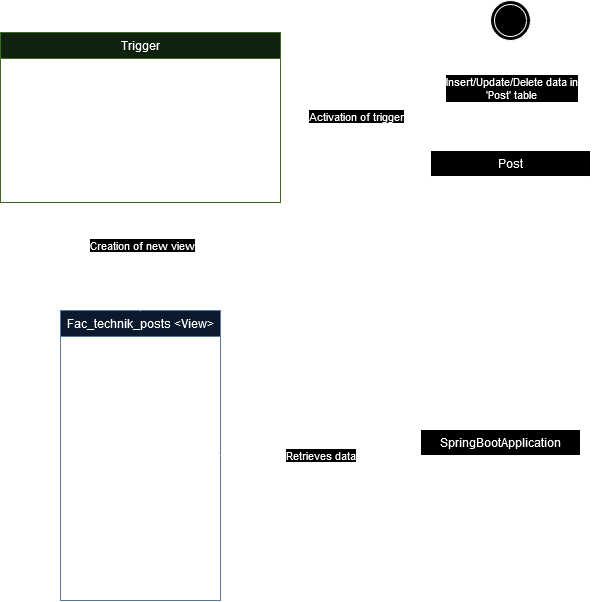 Trigger
Insert/Update/Delete data in
'Post' table
Activation of trigger
Post
Creation of new view
Fac_technik_posts <View>
SpringBootApplication
Retrieves data